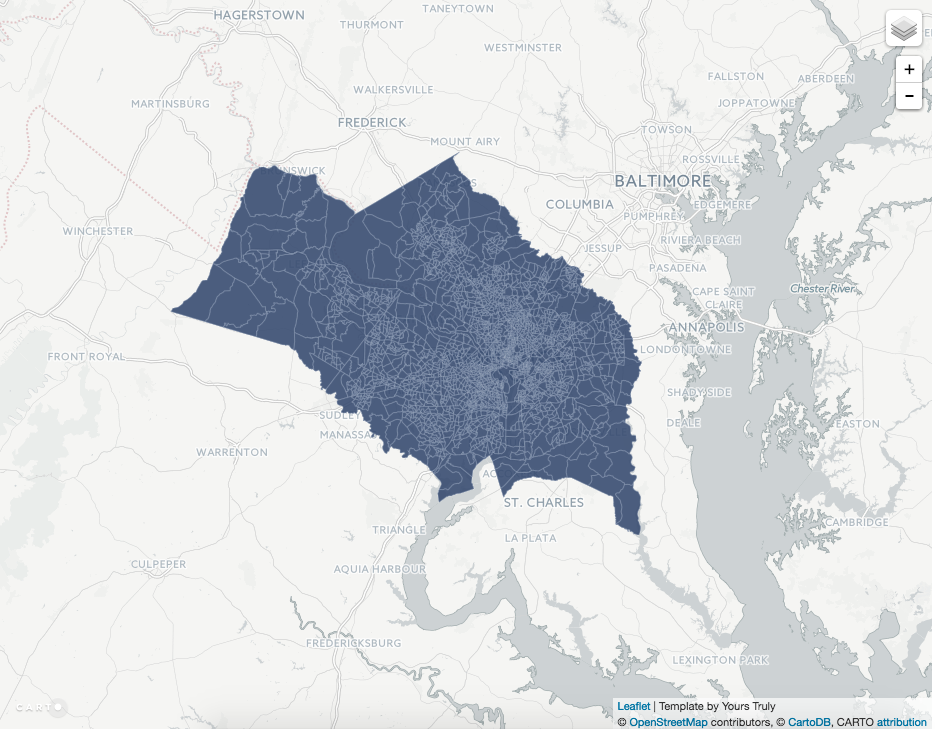 TANEYTOWN
HAGERSTOWN
THURMONT
WESTMINSTER
FALLSTON
ABERDEEN
+
-
WALKERSVILLE
MARTINSBURG
JOPPATOWNE
FREDERICK
TOWSON
MOUNT AIRY
ROSSVILLE
NSWICK
BALTIMORE
COLUMBIA
EDGEMERE
PUMPHREY
WINCHESTER
RIVIERA BEACH
JESSUP
PASADENA
Chester River
CAPE SAINT
CLAIRE
ANNAPOLIS
LONDONTOWNE
FRONT ROYAL
SHADY SIDE
SUDLEY
DEALE
EASTON
MANASSA
WARRENTON
AC
ST. CHARLES
CAMBRIDGE
TRIANGLE
LA PLATA
CULPEPER
AQUIA HARBOUR
FREDERICKSBURG
LEXINGTON PARK
CARTO
Leaflet | Template by Yours Truly
© OpenStreetMap contributors, © CartoDB, CARTO attribution